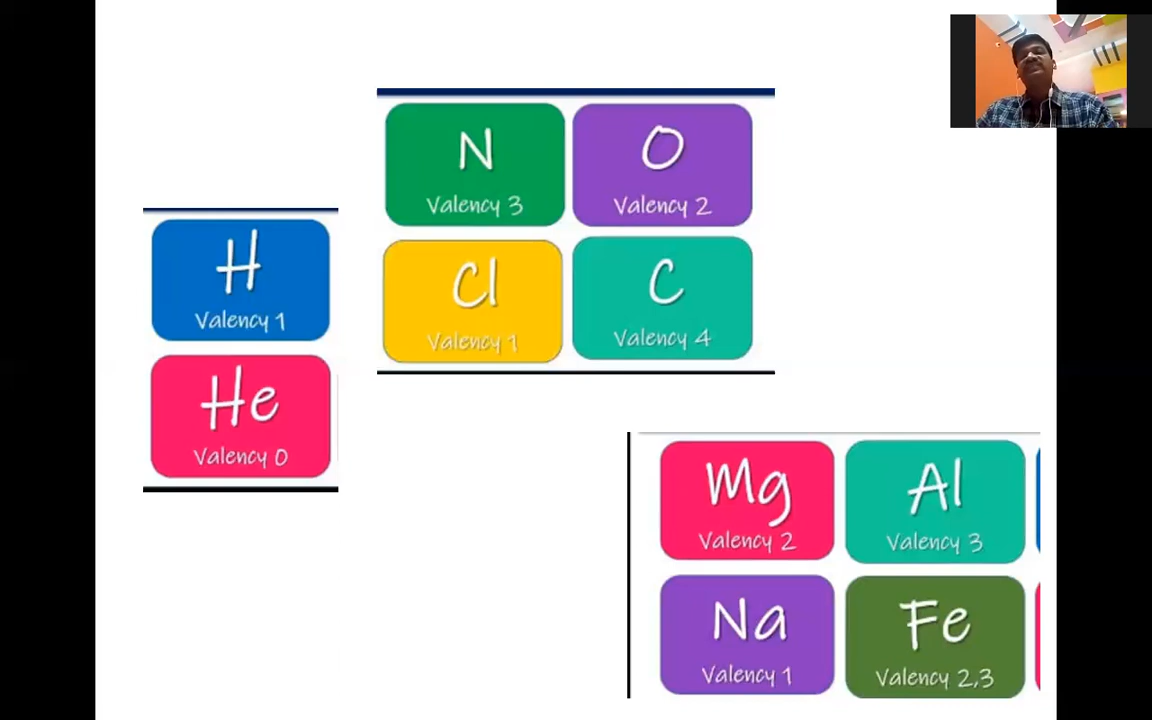 N
Valency 3
O
Valency 2
Cl
Valency 1
C
Valency 4
H
Valency 1
He
Valency 0
Mg
Valency 2
Al
Valency 3
Na
Valency 1
Fe
Valency 2,3